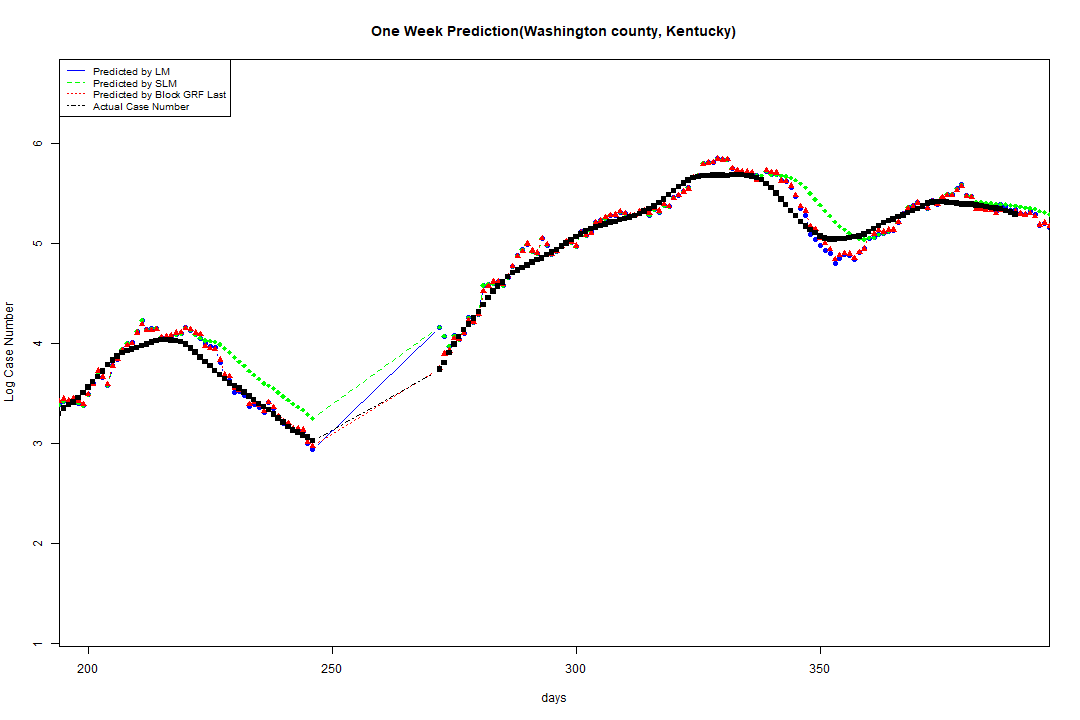 One Week Prediction(Washington county, Kentucky)
Predicted by LM
Predicted by SLM
Predicted by Block GRF Last
Actual Case Number
6
5
4
3
2
1
Log Case Number
200 250 300 350
days